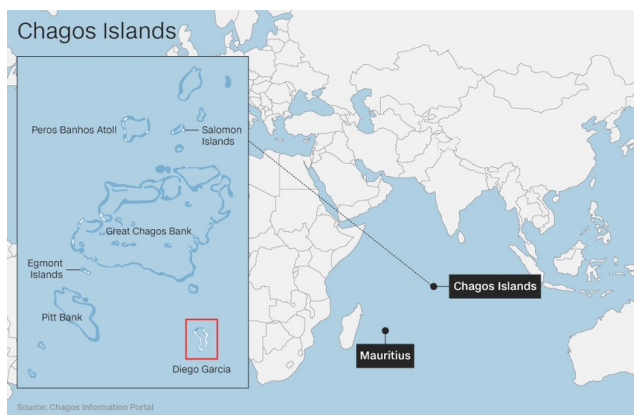 Chagos Islands
Peros Banhos Atoll
Salomon
Islands
Great Chagos Bank
Egmont
Islands
Pitt Bank
Diego Garcia
Chagos Islands
Mauritius
Source: Chagos Information Portal